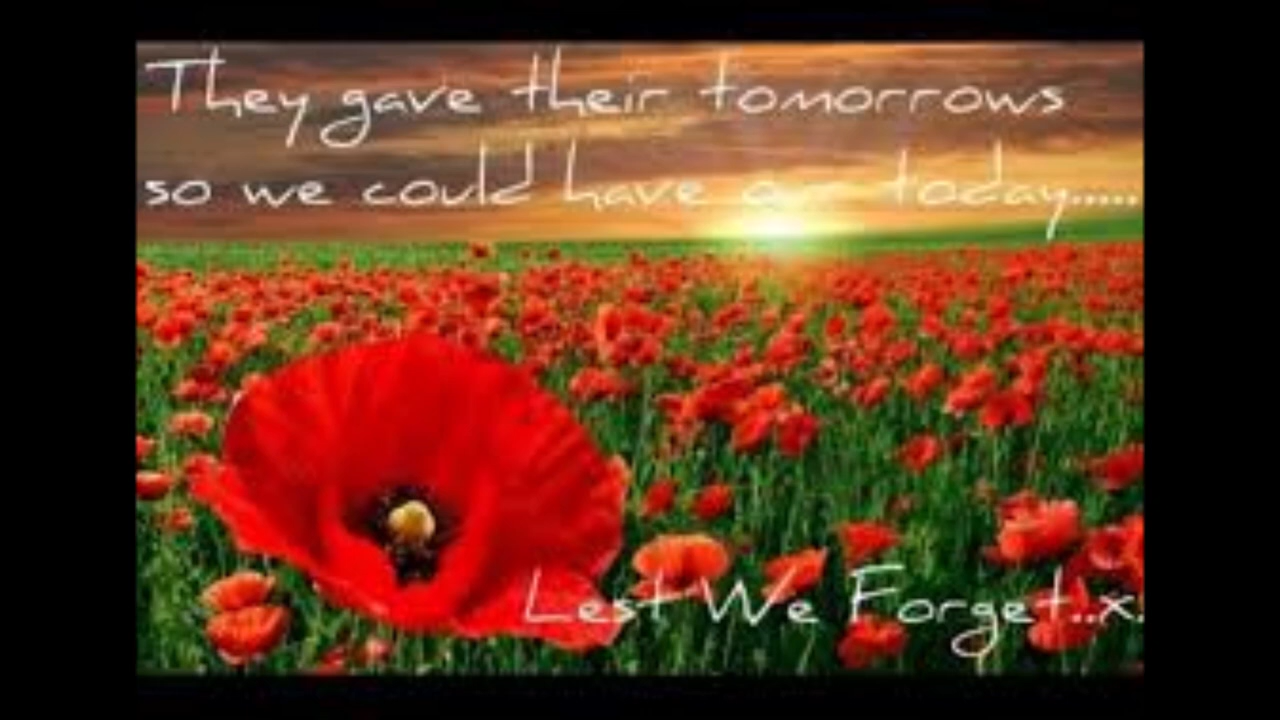 They gave their tomorrows
so we could have our today.....
Lest We Forget..x.